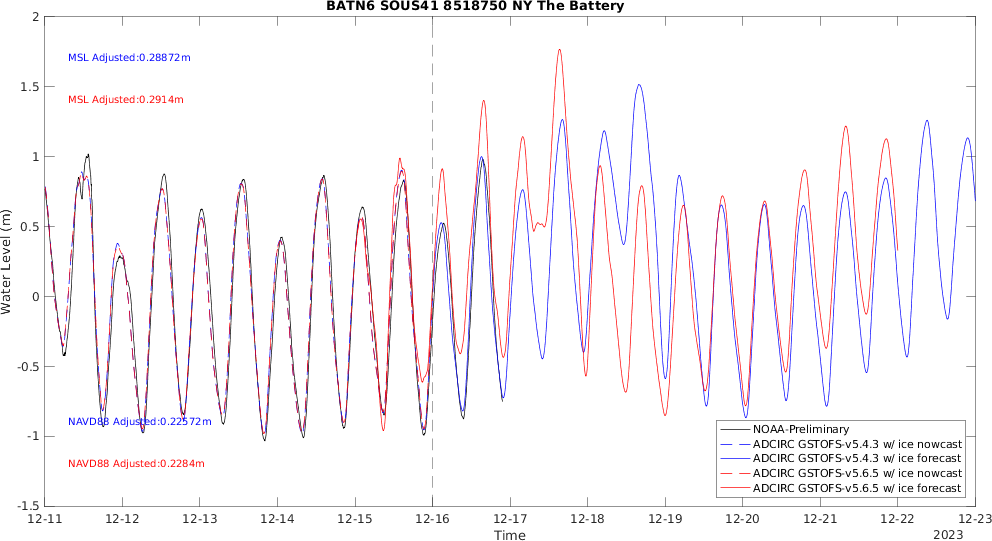 BATN6 SOUS41 8518750 NY The Battery
2
1.5
1
0.5
0
-0.5
-1
-1.5
Water Level (m)
MSL Adjusted:0.28872m
MSL Adjusted:0.2914m
NAVD88 Adjusted:0.22572m
NAVD88 Adjusted:0.2284m
NOAA-Preliminary
ADCIRC GSTOFS-v5.4.3 w/ ice nowcast
ADCIRC GSTOFS-v5.4.3 w/ ice forecast
ADCIRC GSTOFS-v5.6.5 w/ ice nowcast
ADCIRC GSTOFS-v5.6.5 w/ ice forecast
12-11 12-12 12-13 12-14 12-15 12-16 12-17 12-18 12-19 12-20 12-21 12-22 12-23
Time
2023